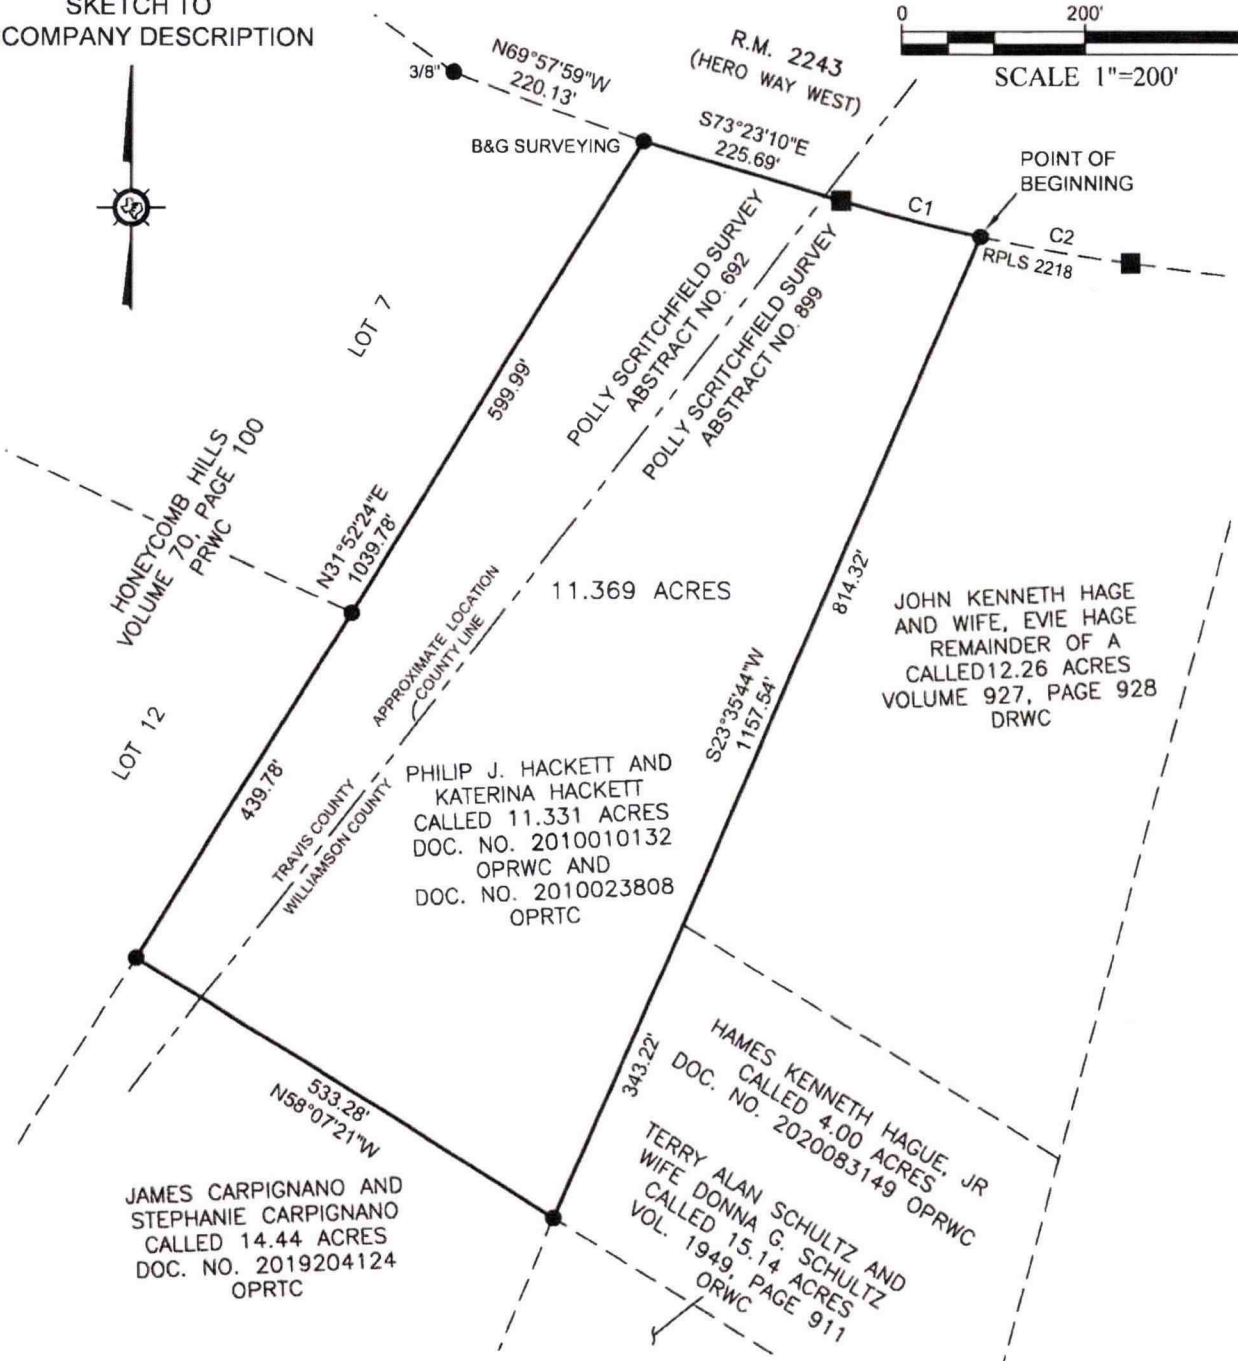 SKETCH TO
COMPANY DESCRIPTION
0 200'
SCALE 1"=200'
R.M. 2243
(HERO WAY WEST)
3/8"
N69°57'59"W
220.13'
B&G SURVEYING
S73°23'10"E
225.69'
POINT OF
BEGINNING
C1
C2
RPLS 2218
POLLY SCRITCHFIELD SURVEY
ABSTRACT NO. 692
POLLY SCRITCHFIELD SURVEY
ABSTRACT NO. 899
LOT 7
599.99'
HONEYCOMB HILLS
VOLUME 70, PAGE 100
PRWC
N31°52'24"E
1039.78'
APPROXIMATE LOCATION
COUNTY LINE
11.369 ACRES
814.32'
JOHN KENNETH HAGE
AND WIFE, EVIE HAGE
REMAINDER OF A
CALLED12.26 ACRES
VOLUME 927, PAGE 928
DRWC
S23°35'44"W
1157.54'
LOT 12
439.78'
TRAVIS COUNTY
WILLIAMSON COUNTY
PHILIP J. HACKETT AND
KATERINA HACKETT
CALLED 11.331 ACRES
DOC. NO. 2010010132
OPRWC AND
DOC. NO. 2010023808
OPRTC
343.22'
HAMES KENNETH HAGUE, JR
CALLED 4.00 ACRES
DOC. NO. 2020083149 OPRWC
533.28'
N58°07'21"W
TERRY ALAN SCHULTZ AND
WIFE DONNA G. SCHULTZ
CALLED 15.14 ACRES
VOL. 1949, PAGE 911
ORWC
JAMES CARPIGNANO AND
STEPHANIE CARPIGNANO
CALLED 14.44 ACRES
DOC. NO. 2019204124
OPRTC